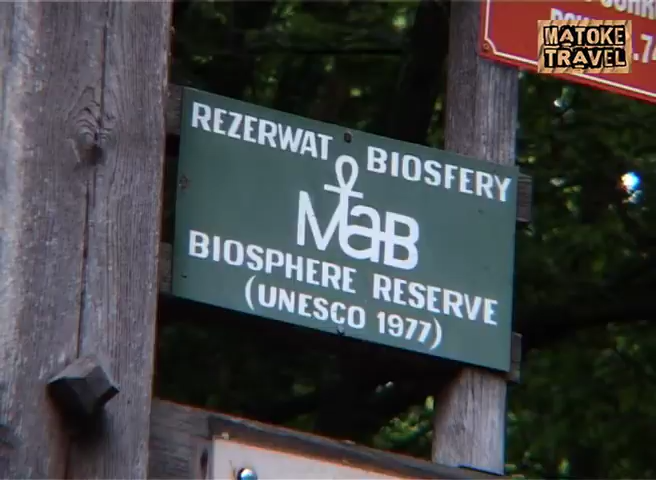 MATOKE
TRAVEL
REZERWAT BIOSFERY
MaB
BIOSPHERE RESERVE
(UNESCO 1977)